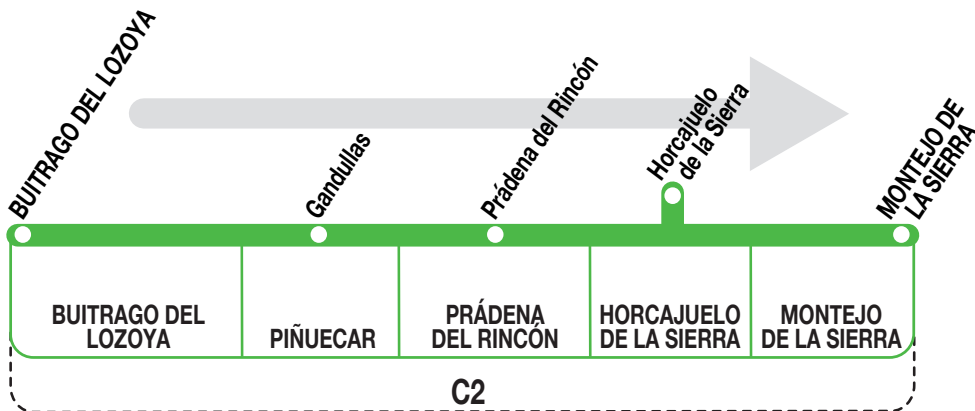 BUITRAGO DEL LOZOYA
Gandullas
Prádena del Rincón
Horcajuelo
de la Sierra
MONTEJO DE
LA SIERRA
BUITRAGO DEL
LOZOYA
PIÑUECAR
PRÁDENA
DEL RINCÓN
HORCAJUELO
DE LA SIERRA
MONTEJO
DE LA SIERRA
C2